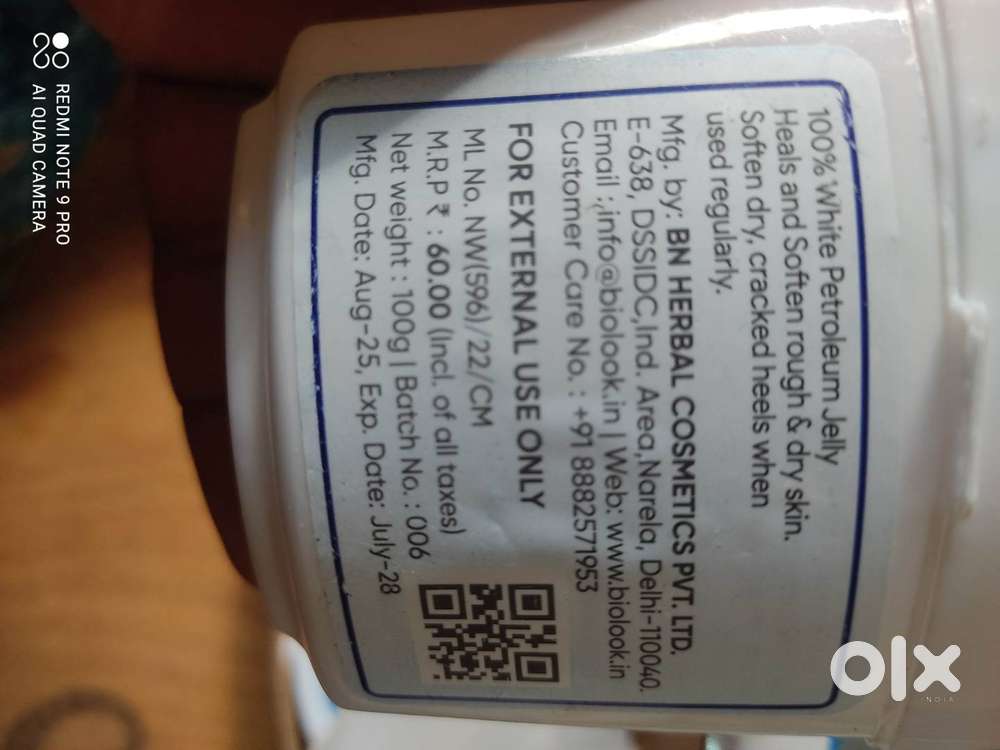 100% White Petroleum Jelly
Heals and Soften rough & dry skin.
Soften dry, cracked heels when
used regularly.
Mfg. by: BN HERBAL COSMETICS PVT. LTD.
E-638, DSSIDC,Ind. Area,Narela, Delhi-110040.
Email : info@biolook.in | Web: www.biolook.in
Customer Care No. : +91 8882571953
FOR EXTERNAL USE ONLY
ML No. NW(596)/22/CM
M.R.P ₹ : 60.00 (Incl. of all taxes)
Net weight : 100g | Batch No. : 006
Mfg. Date: Aug-25, Exp. Date: July-28
REDMI NOTE 9 PRO
AI QUAD CAMERA
olx
INDIA